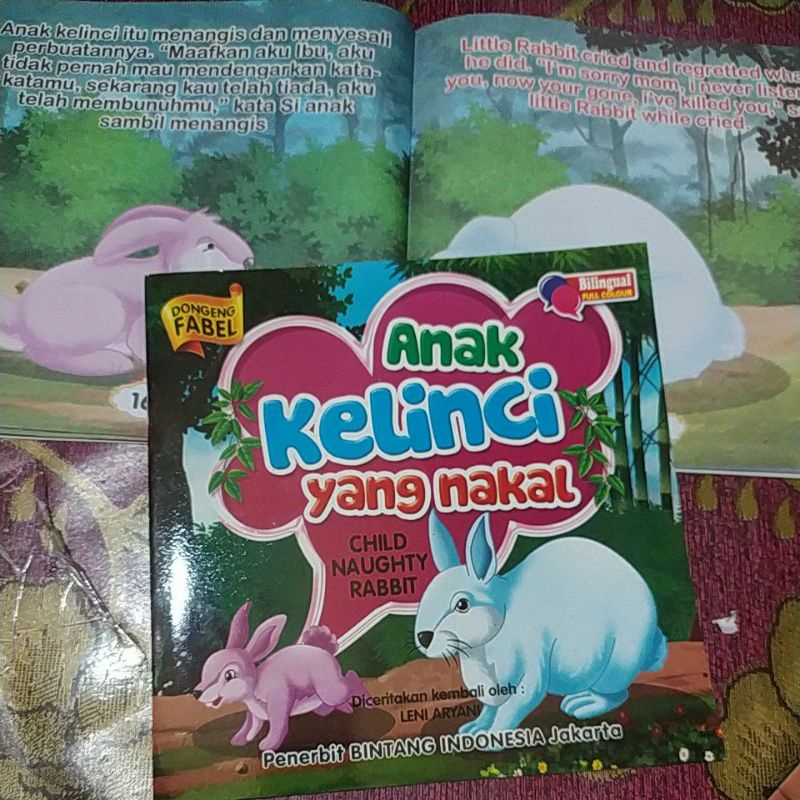 Anak kelinci itu menangis dan menyesali
perbuatannya. "Maafkan aku Ibu, aku
tidak pernah mau mendengarkan kata-
katamu, sekarang kau telah tiada, aku
telah membunuhmu," kata Si anak
sambil menangis
Little Rabbit cried and regretted
he did. "I'm sorry mom, i never
you, now your gone, i've killed you,"
little Rabbit while cried
DONGENG
FABEL
Bilingual
FULL COLOUR
Anak
Kelinci
yang nakal
CHILD
NAUGHTY
RABBIT
Diceritakan kembali oleh :
LENI ARYANI
Penerbit BINTANG INDONESIA Jakarta